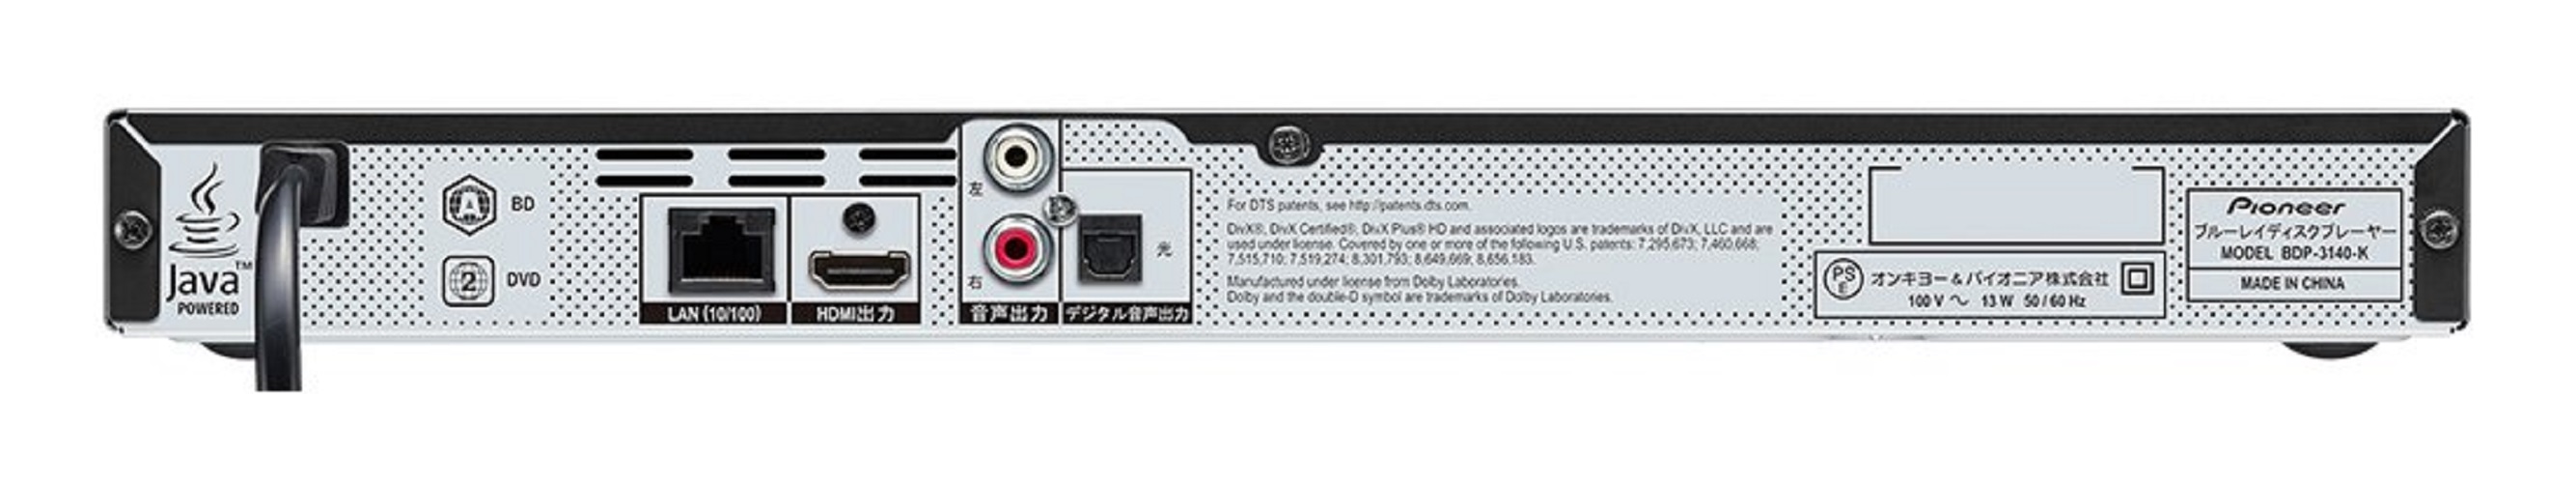 Java™
POWERED
A BD
2 DVD
LAN (10/100)
HDMI出力
左
右
音声出力
光
デジタル音声出力
For DTS patents, see http://patents.dts.com.
DivX®, DivX Certified®, DivX Plus® HD and associated logos are trademarks of DivX, LLC and are
used under license. Covered by one or more of the following U.S. patents: 7,295,673; 7,460,668;
7,515,710; 7,519,274; 8,301,793; 8,649,669; 8,656,183.
Manufactured under license from Dolby Laboratories.
Dolby and the double-D symbol are trademarks of Dolby Laboratories.
PS
E
オンキヨー&パイオニア株式会社
100 V ～ 13 W 50 / 60 Hz
Pioneer
ブルーレイディスクプレーヤー
MODEL BDP-3140-K
MADE IN CHINA